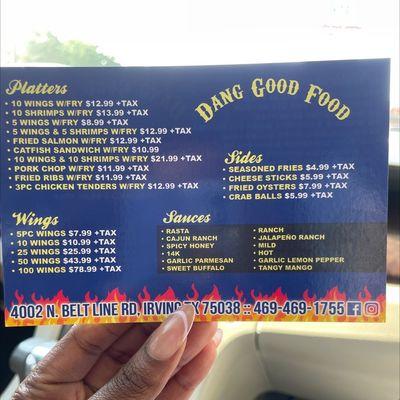 Platters
• 10 WINGS W/FRY $12.99 +TAX
• 10 SHRIMPS W/FRY $13.99 +TAX
• 5 WINGS W/FRY $8.99 +TAX
• 5 WINGS & 5 SHRIMPS W/FRY $12.99 +TAX
• FRIED SALMON W/FRY $12.99 +TAX
• CATFISH SANDWICH W/FRY $10.99
• 10 WINGS & 10 SHRIMPS W/FRY $21.99 +TAX
• PORK CHOP W/FRY $11.99 +TAX
• FRIED RIBS W/FRY $11.99 +TAX
• 3PC CHICKEN TENDERS W/FRY $12.99 +TAX
DANG GOOD FOOD
Sides
• SEASONED FRIES $4.99 +TAX
• CHEESE STICKS $5.99 +TAX
• FRIED OYSTERS $7.99 +TAX
• CRAB BALLS $5.99 +TAX
Wings
• 5PC WINGS $7.99 +TAX
• 10 WINGS $10.99 +TAX
• 25 WINGS $25.99 +TAX
• 50 WINGS $43.99 +TAX
• 100 WINGS $78.99 +TAX
Sauces
• RASTA
• CAJUN RANCH
• SPICY HONEY
• 14K
• GARLIC PARMESAN
• SWEET BUFFALO
• RANCH
• JALAPEÑO RANCH
• MILD
• HOT
• GARLIC LEMON PEPPER
• TANGY MANGO
4002 N. BELT LINE RD, IRVING TX 75038 :: 469-469-1755